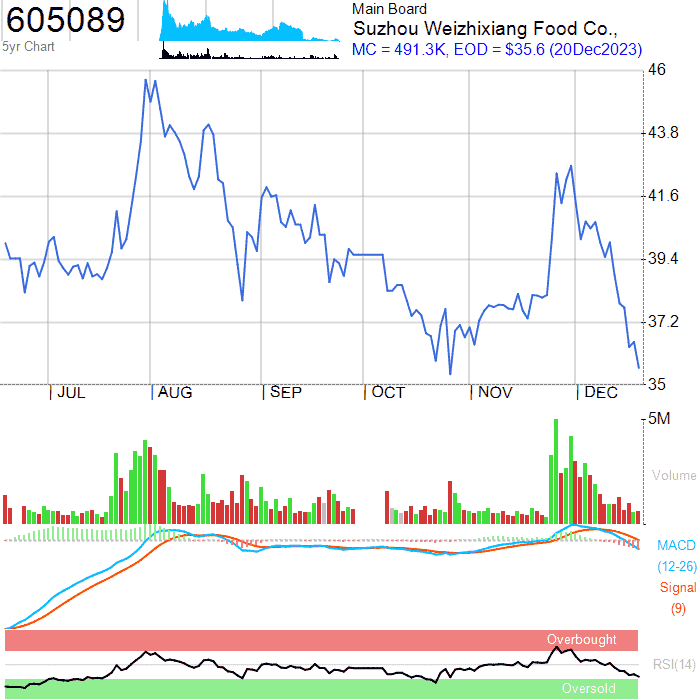 605089
5yr Chart
Main Board
Suzhou Weizhixiang Food Co.,
MC = 491.3K, EOD = $35.6 (20Dec2023)
46
43.8
41.6
39.4
37.2
35
JUL AUG SEP OCT NOV DEC
5M
Volume
MACD
(12-26)
Signal
(9)
Overbought
RSI(14)
Oversold